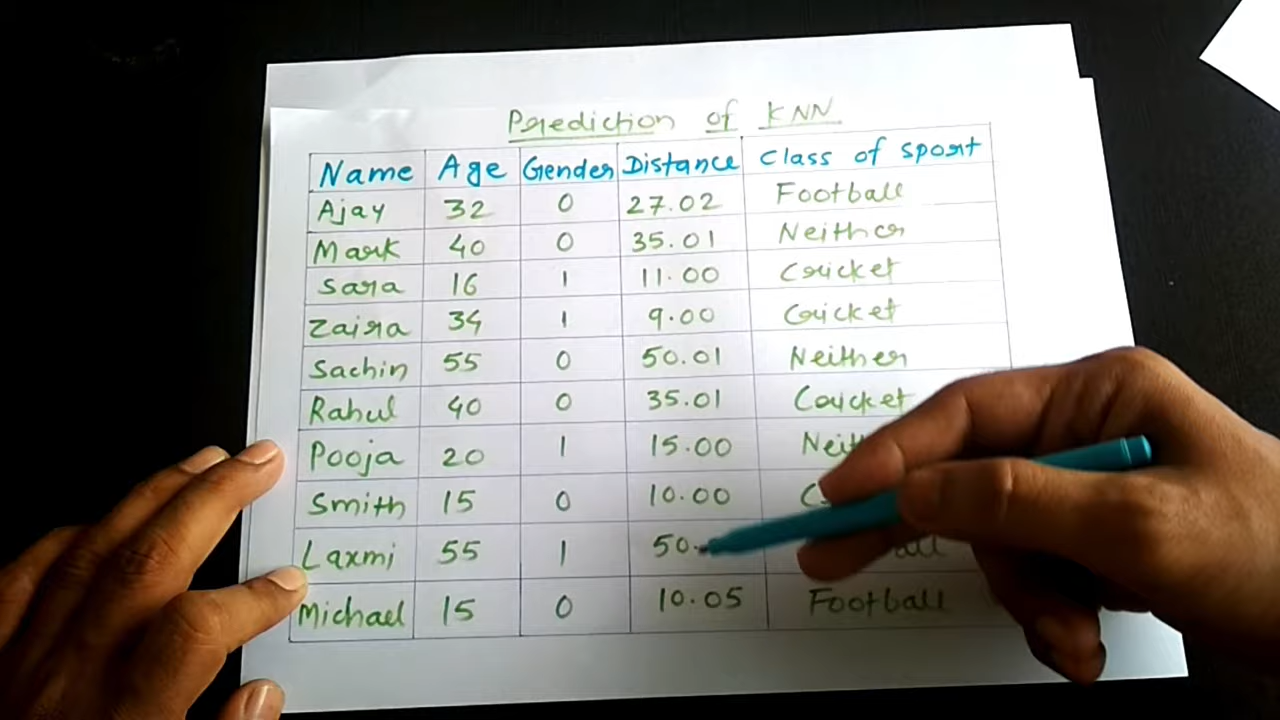 Prediction of KNN
Name Age Gender Distance Class of sport
Ajay 32 0 27.02 Football
Mark 40 0 35.01 Neither
Sara 16 1 11.00 Cricket
Zaira 34 1 9.00 Cricket
Sachin 55 0 50.01 Neither
Rahul 40 0 35.01 Cricket
Pooja 20 1 15.00
Smith 15 0 10.00
Laxmi 55 1 50.
Michael 15 0 10.05 Football